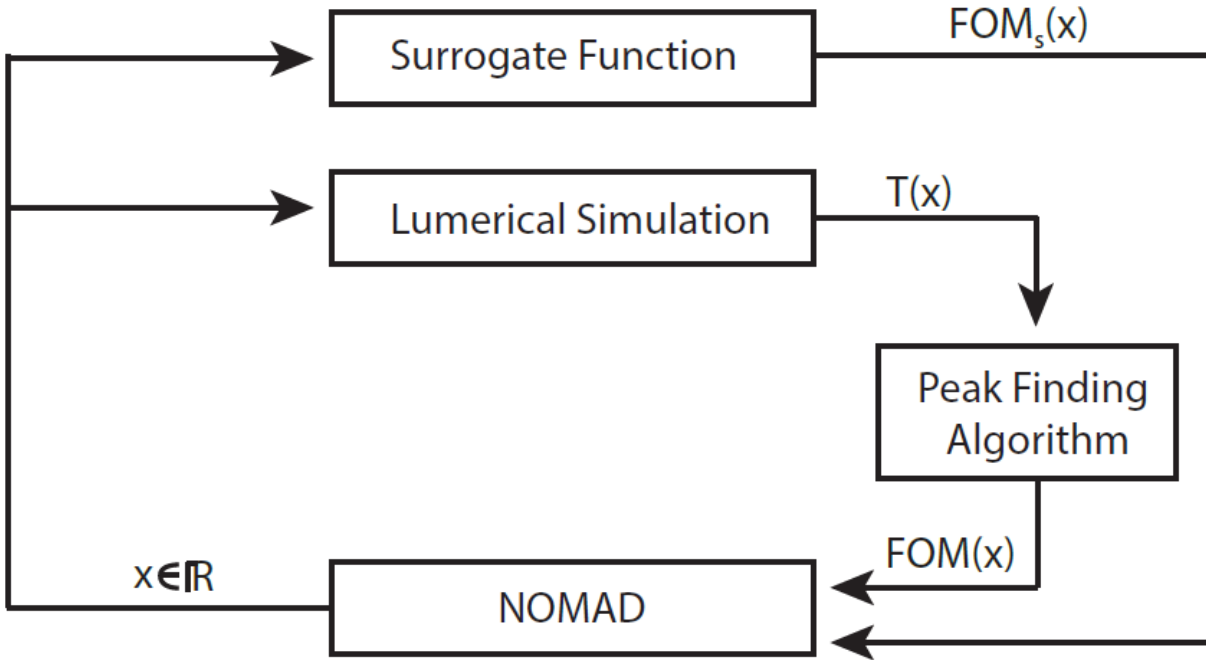 FOMₛ(x)
Surrogate Function
T(x)
Lumerical Simulation
Peak Finding
Algorithm
FOM(x)
x∈ℝ
NOMAD